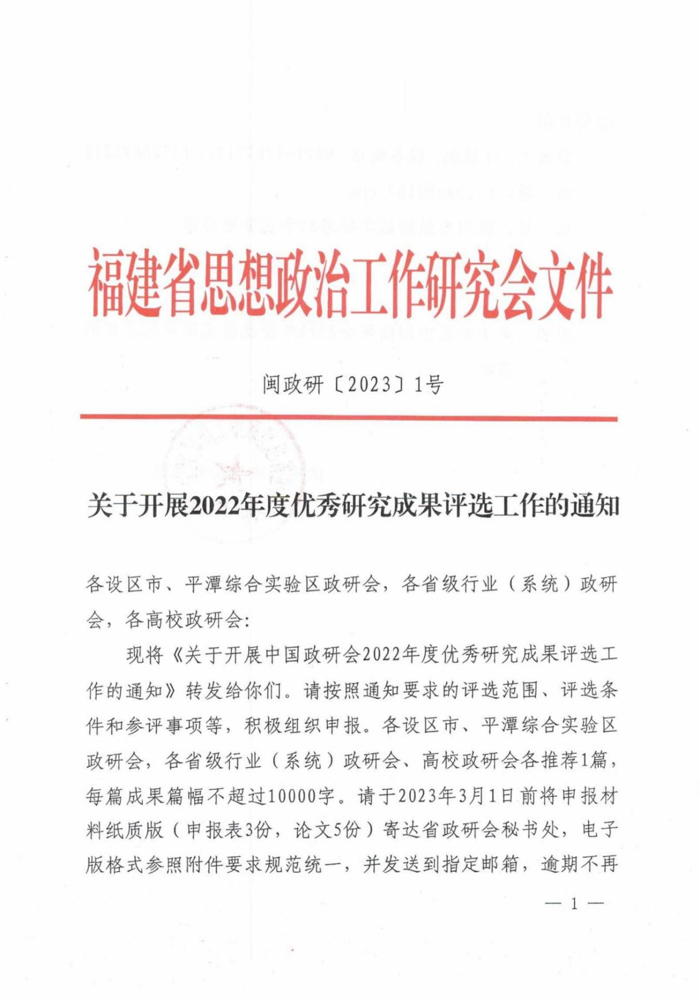 福建省思想政治工作研究会文件
闽政研〔2023〕1号
关于开展2022年度优秀研究成果评选工作的通知
各设区市、平潭综合实验区政研会，各省级行业（系统）政研
会，各高校政研会：
现将《关于开展中国政研会2022年度优秀研究成果评选工
作的通知》转发给你们。请按照通知要求的评选范围、评选条
件和参评事项等，积极组织申报。各设区市、平潭综合实验区
政研会，各省级行业（系统）政研会、高校政研会各推荐1篇，
每篇成果篇幅不超过10000字。请于2023年3月1日前将申报材
料纸质版（申报表3份，论文5份）寄达省政研会秘书处，电子
版格式参照附件要求规范统一，并发送到指定邮箱，逾期不再
— 1 —